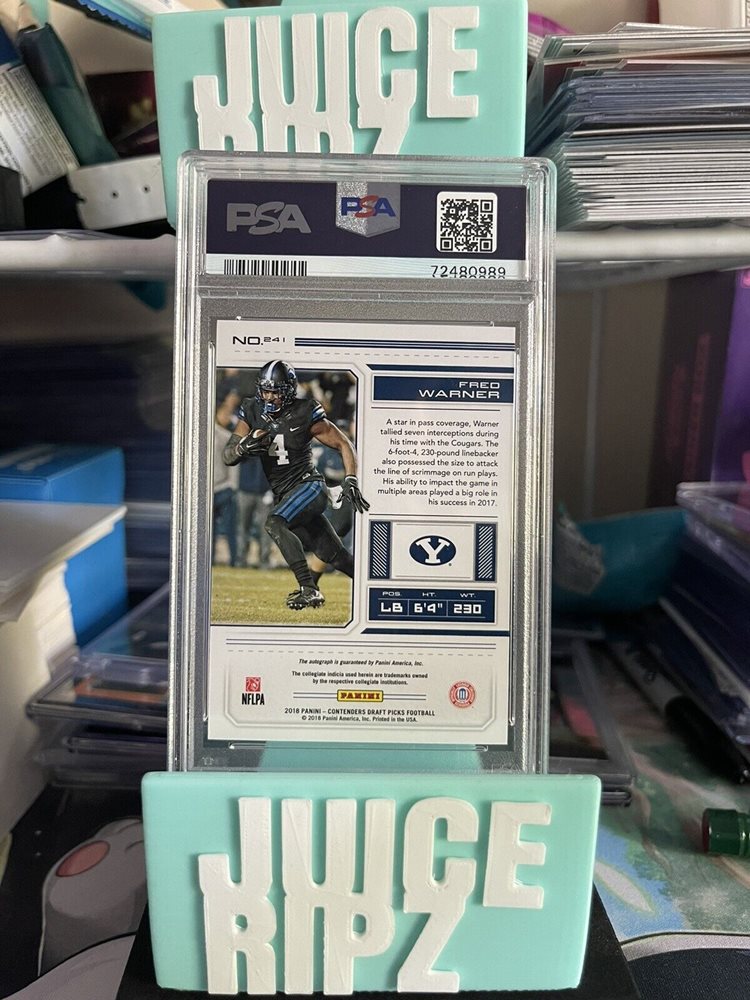 JUICE
RIPZ
PSA
PSA
72480989
NO. 241
FRED
WARNER
A star in pass coverage, Warner
tallied seven interceptions during
his time with the Cougars. The
6-foot-4, 230-pound linebacker
also possessed the size to attack
the line of scrimmage on run plays.
His ability to impact the game in
multiple areas played a big role in
his success in 2017.
4
Y
POS. HT. WT.
LB 6'4" 230
The autograph is guaranteed by Panini America, Inc.
The collegiate indicia used herein are trademarks owned
by the respective collegiate institutions.
NFLPA
PANINI
2018 PANINI – CONTENDERS DRAFT PICKS FOOTBALL
© 2018 Panini America, Inc. Printed in the USA.
PSA
JUICE
RIPZ